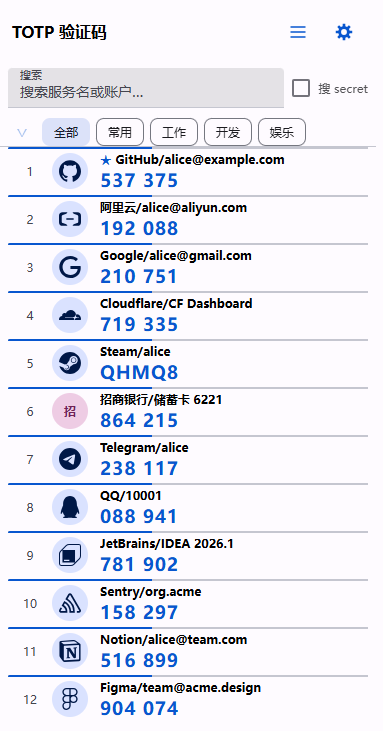 TOTP 验证码
搜索
搜索服务名或账户...
搜 secret
全部 常用 工作 开发 娱乐
1 ★ GitHub/alice@example.com
537 375
2 阿里云/alice@aliyun.com
192 088
3 Google/alice@gmail.com
210 751
4 Cloudflare/CF Dashboard
719 335
5 Steam/alice
QHMQ8
6 招 招商银行/储蓄卡 6221
864 215
7 Telegram/alice
238 117
8 QQ/10001
088 941
9 JetBrains/IDEA 2026.1
781 902
10 Sentry/org.acme
158 297
11 Notion/alice@team.com
516 899
12 Figma/team@acme.design
904 074